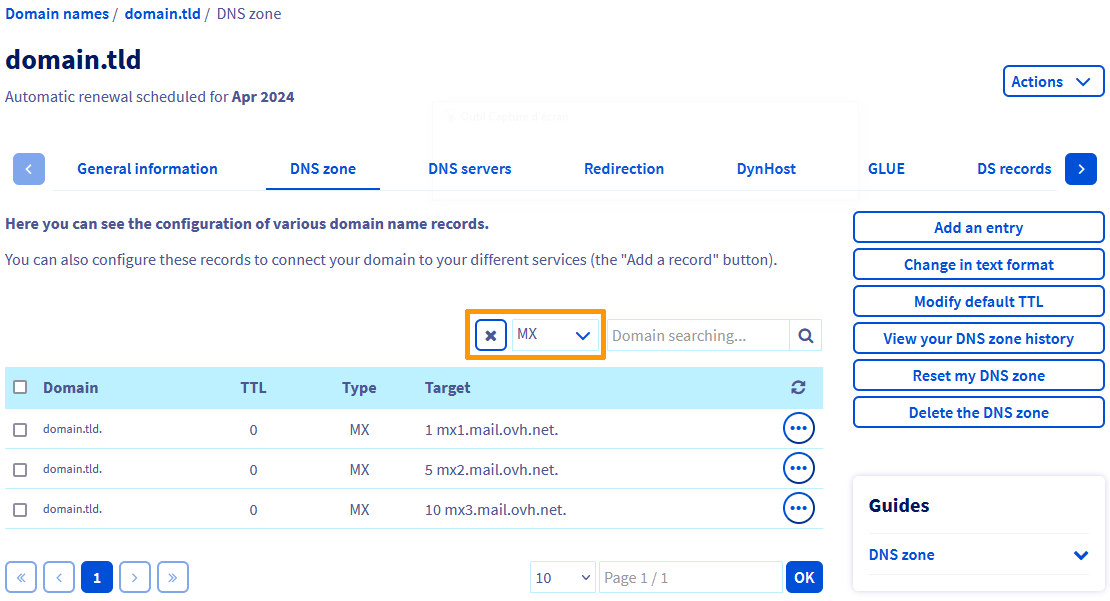 Domain names / domain.tld / DNS zone
domain.tld
Automatic renewal scheduled for Apr 2024
Actions
General information DNS zone DNS servers Redirection DynHost GLUE DS records
Here you can see the configuration of various domain name records.
You can also configure these records to connect your domain to your different services (the "Add a record" button).
MX Domain searching...
Domain TTL Type Target
domain.tld. 0 MX 1 mx1.mail.ovh.net.
domain.tld. 0 MX 5 mx2.mail.ovh.net.
domain.tld. 0 MX 10 mx3.mail.ovh.net.
« < 1 > » 10 Page 1 / 1 OK
Add an entry
Change in text format
Modify default TTL
View your DNS zone history
Reset my DNS zone
Delete the DNS zone
Guides
DNS zone